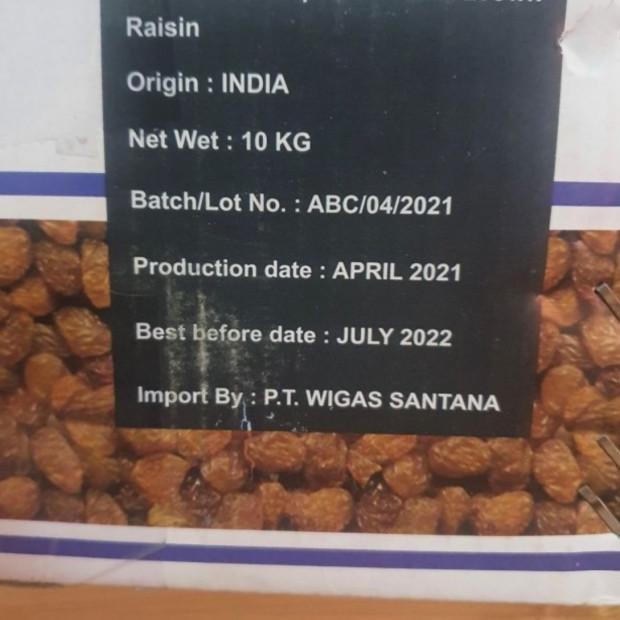 Raisin
Origin : INDIA
Net Wet : 10 KG
Batch/Lot No. : ABC/04/2021
Production date : APRIL 2021
Best before date : JULY 2022
Import By : P.T. WIGAS SANTANA